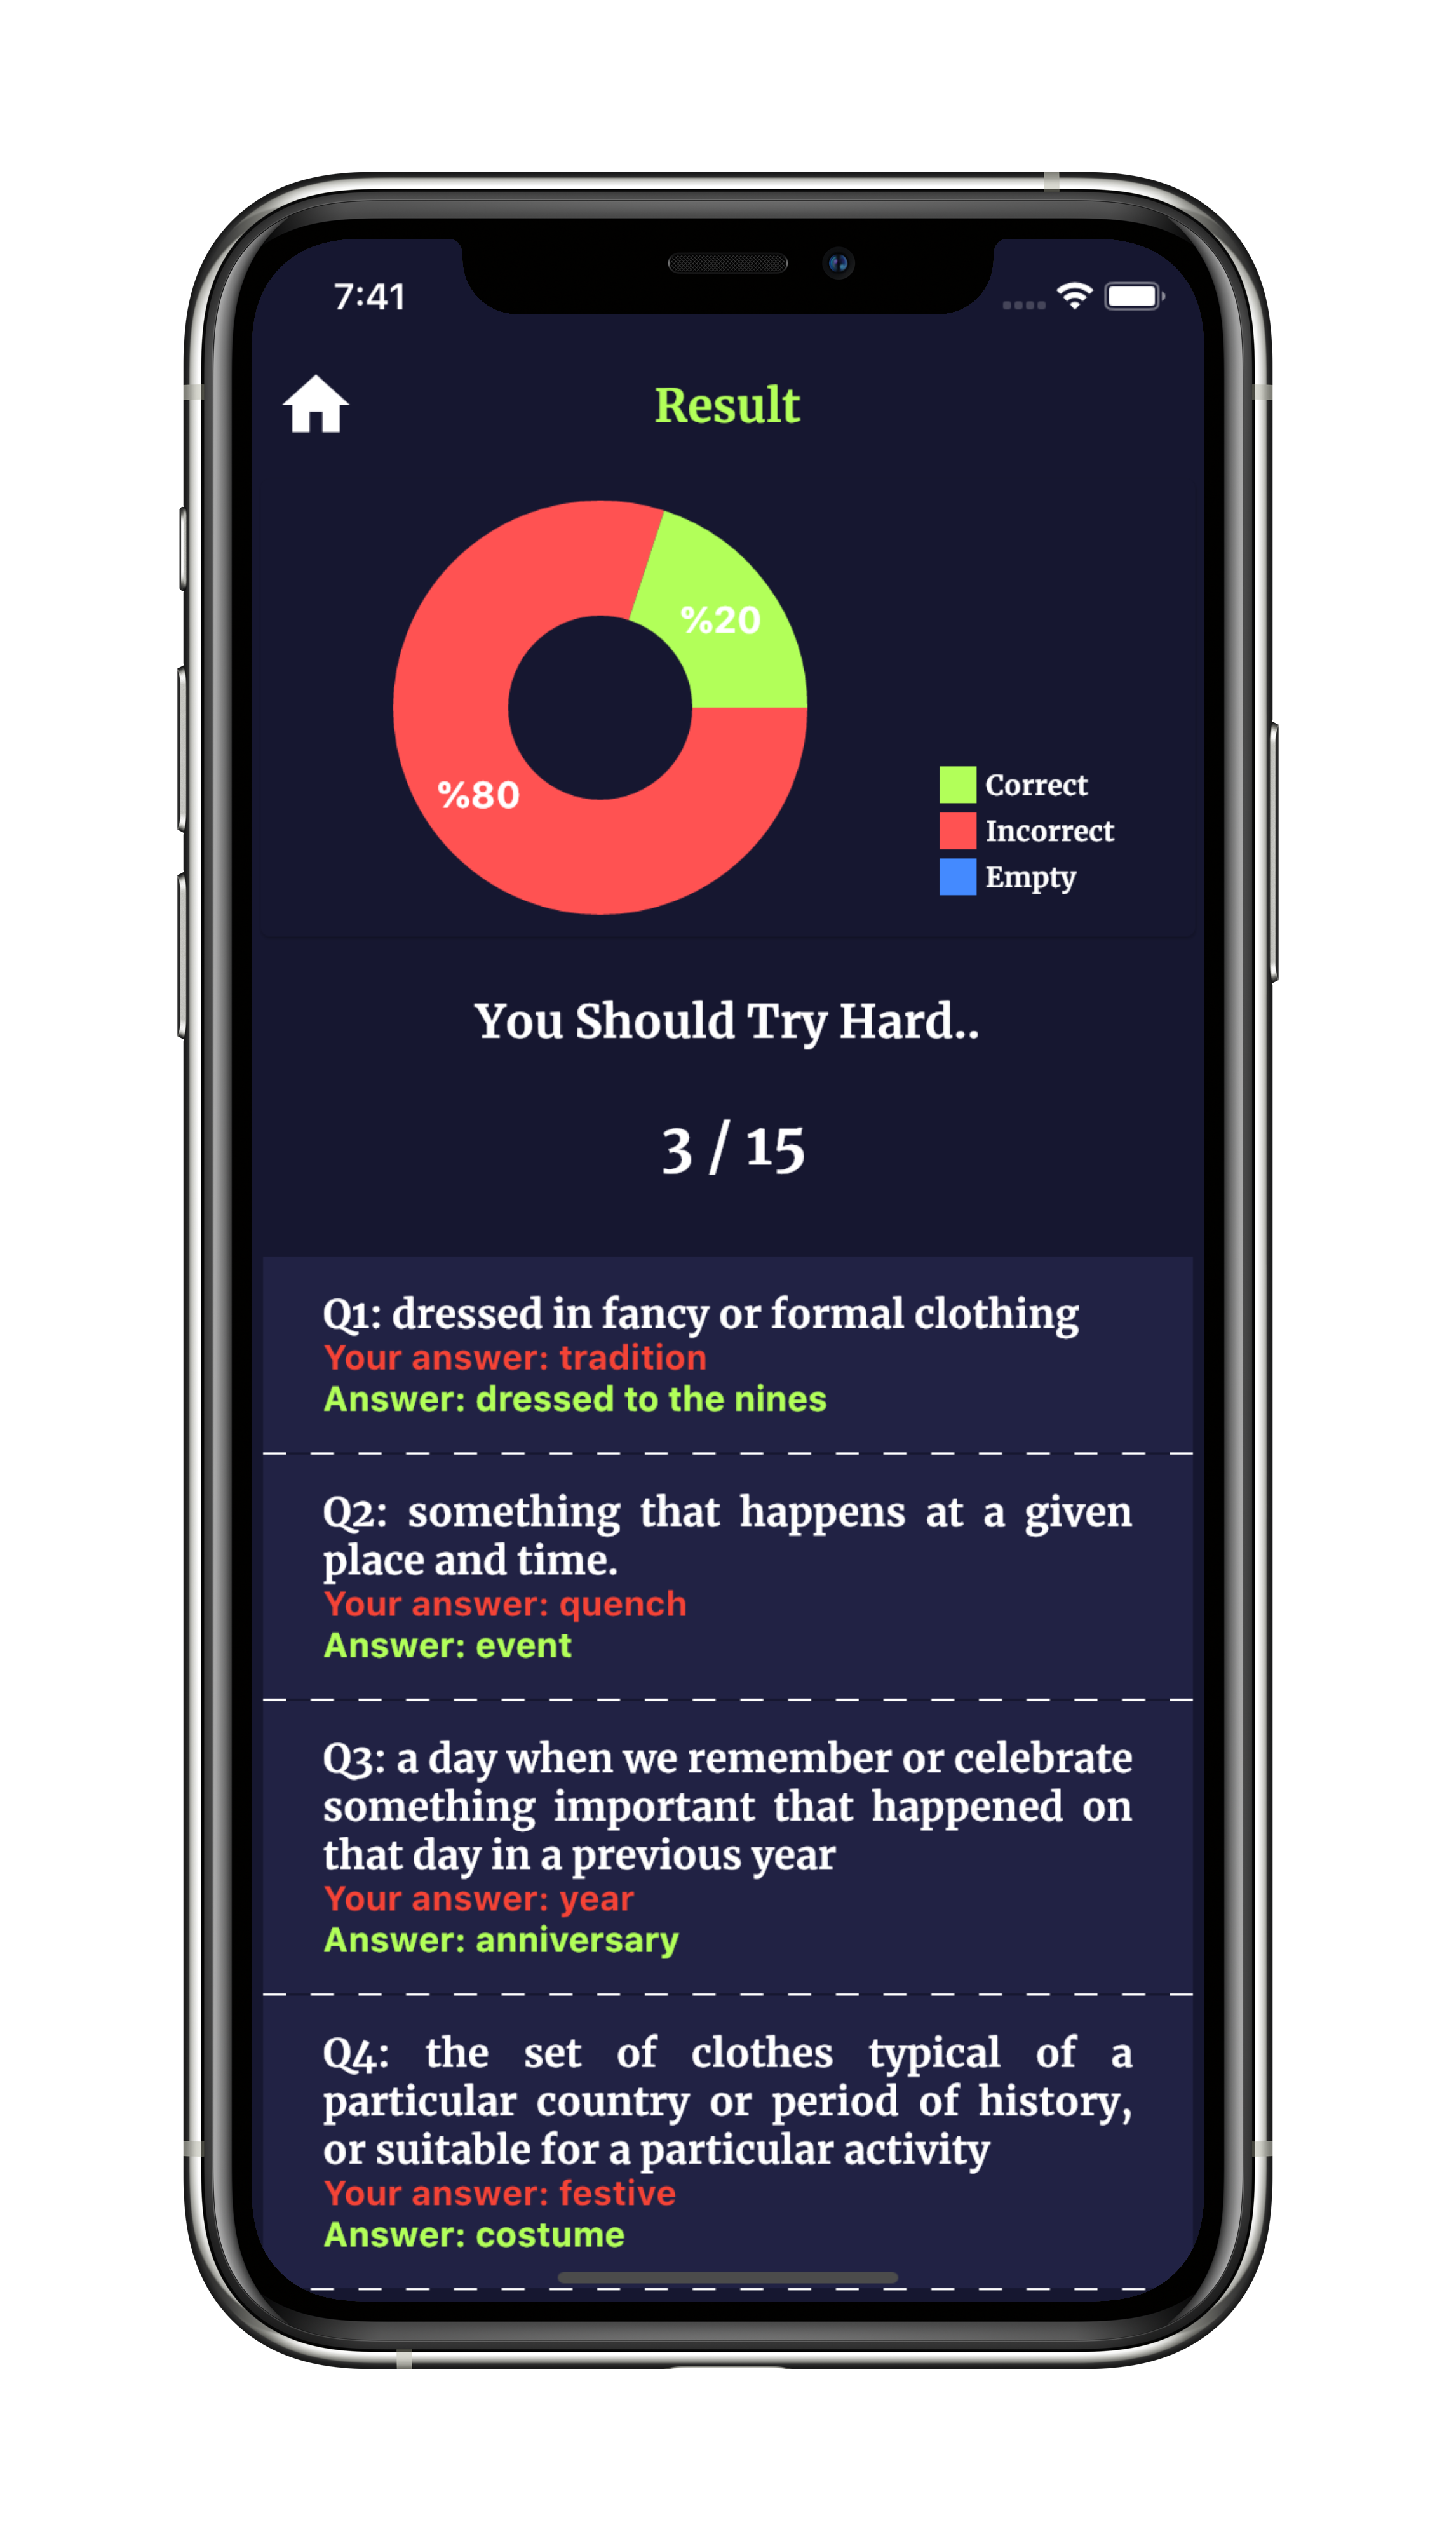 7:41
Result
%20
%80
Correct
Incorrect
Empty
You Should Try Hard..
3 / 15
Q1: dressed in fancy or formal clothing
Your answer: tradition
Answer: dressed to the nines
Q2: something that happens at a given
place and time.
Your answer: quench
Answer: event
Q3: a day when we remember or celebrate
something important that happened on
that day in a previous year
Your answer: year
Answer: anniversary
Q4: the set of clothes typical of a
particular country or period of history,
or suitable for a particular activity
Your answer: festive
Answer: costume